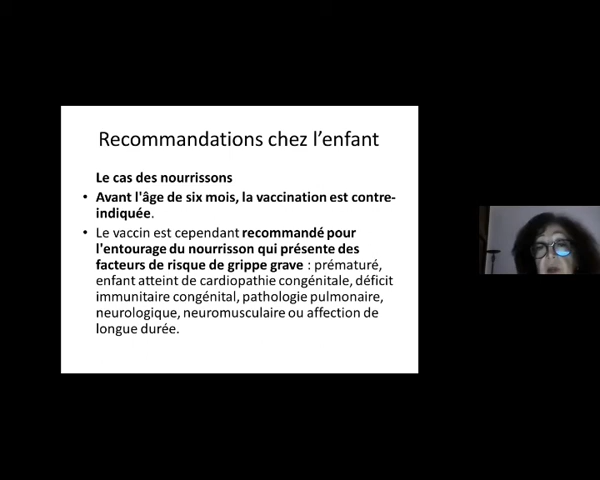 Recommandations chez l’enfant
Le cas des nourrissons
• Avant l'âge de six mois, la vaccination est contre-
indiquée.
• Le vaccin est cependant recommandé pour
l'entourage du nourrisson qui présente des
facteurs de risque de grippe grave : prématuré,
enfant atteint de cardiopathie congénitale, déficit
immunitaire congénital, pathologie pulmonaire,
neurologique, neuromusculaire ou affection de
longue durée.